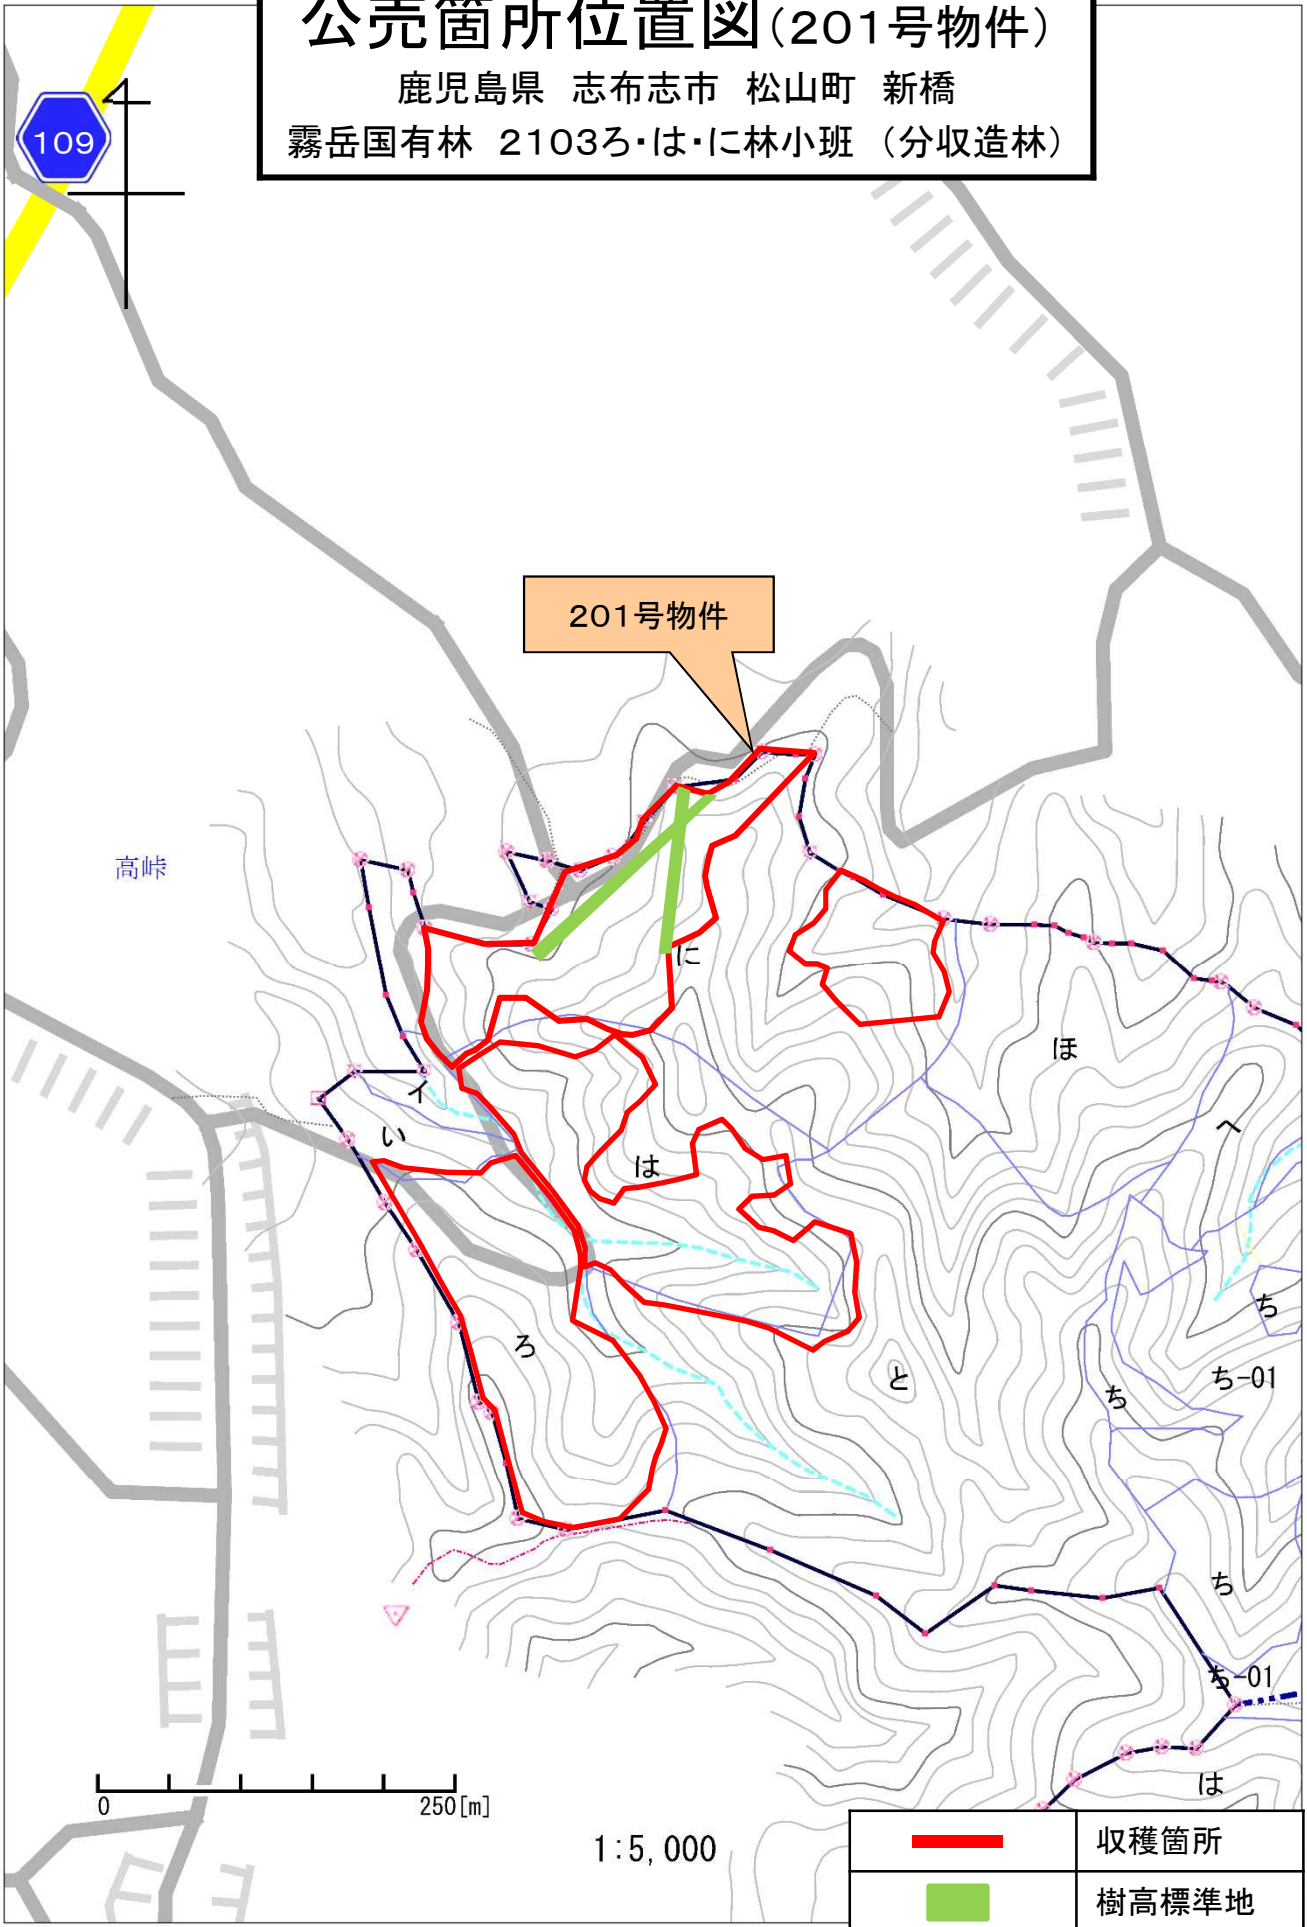 公売箇所位置図(201号物件)
鹿児島県 志布志市 松山町 新橋
霧岳国有林 2103ろ・は・に林小班 (分収造林)
109
201号物件
高峠
に
ほ
イ
い
へ
は
ち
ろ
と
ち
ち-01
ち
ち-01
は
0 250[m]
1:5,000
収穫箇所
樹高標準地